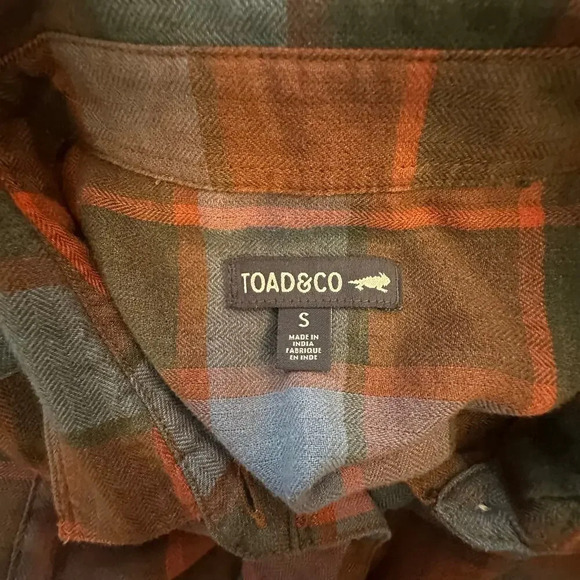 TOAD&CO
S
MADE IN
INDIA
FABRIQUE
EN INDE